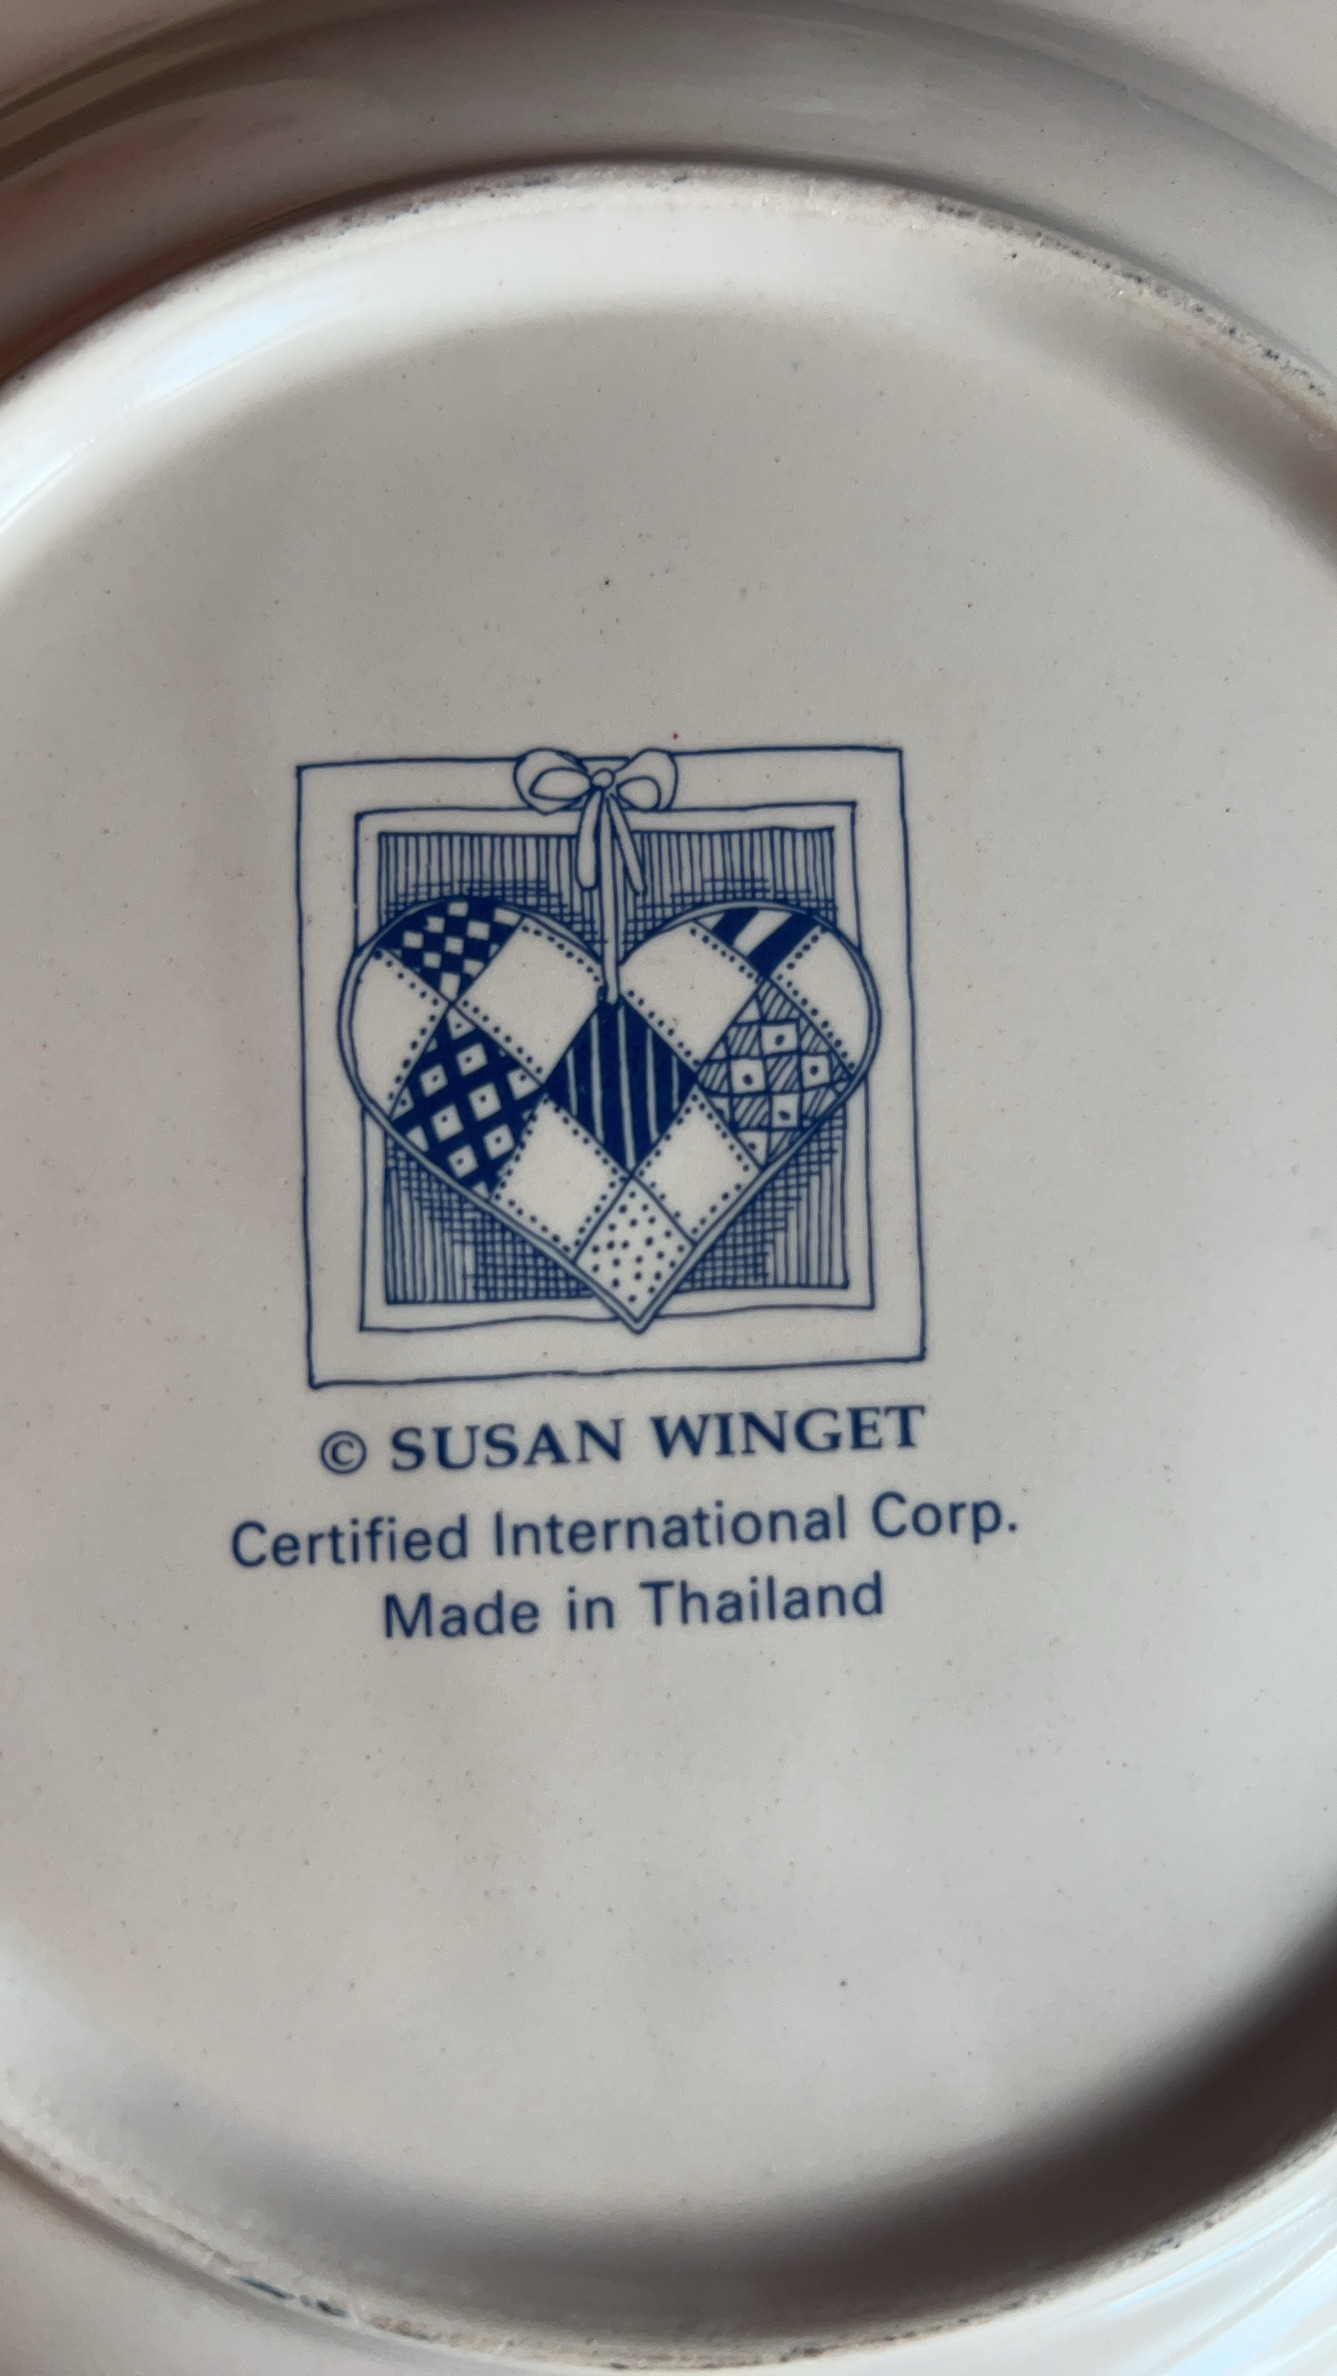 © SUSAN WINGET
Certified International Corp.
Made in Thailand